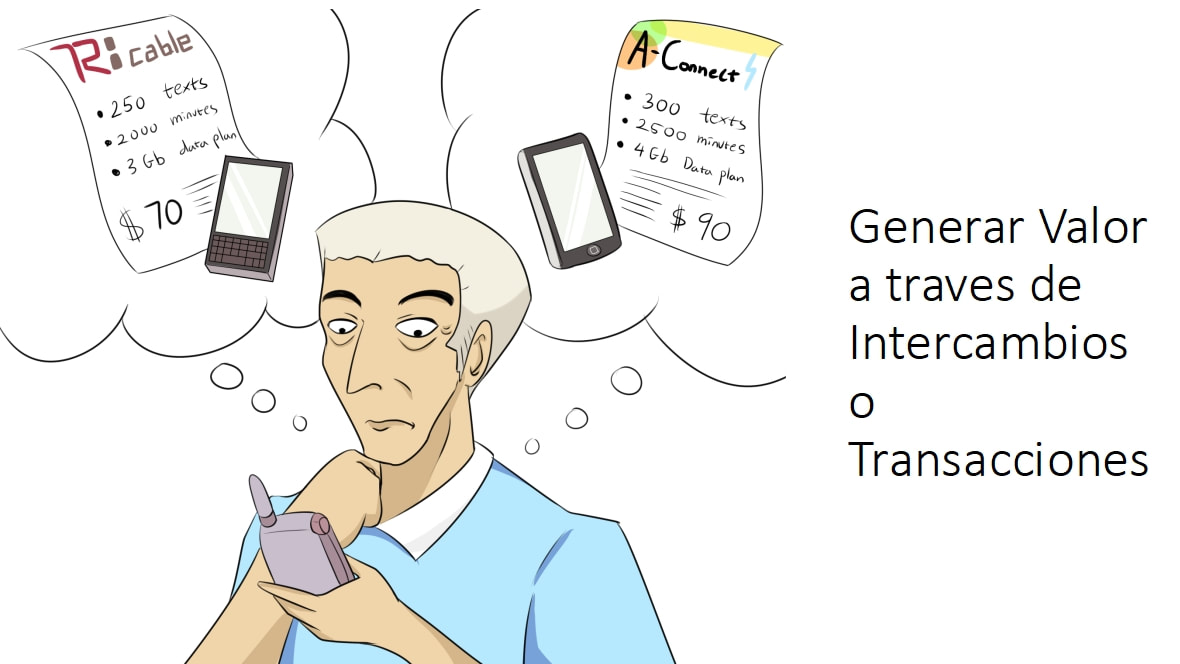 TRi cable
• 250 texts
• 2000 minutes
• 3 Gb data plan
$ 70
A-Connect
• 300 texts
• 2500 minutes
• 4 Gb Data plan
$ 90
Generar Valor
a traves de
Intercambios
o
Transacciones